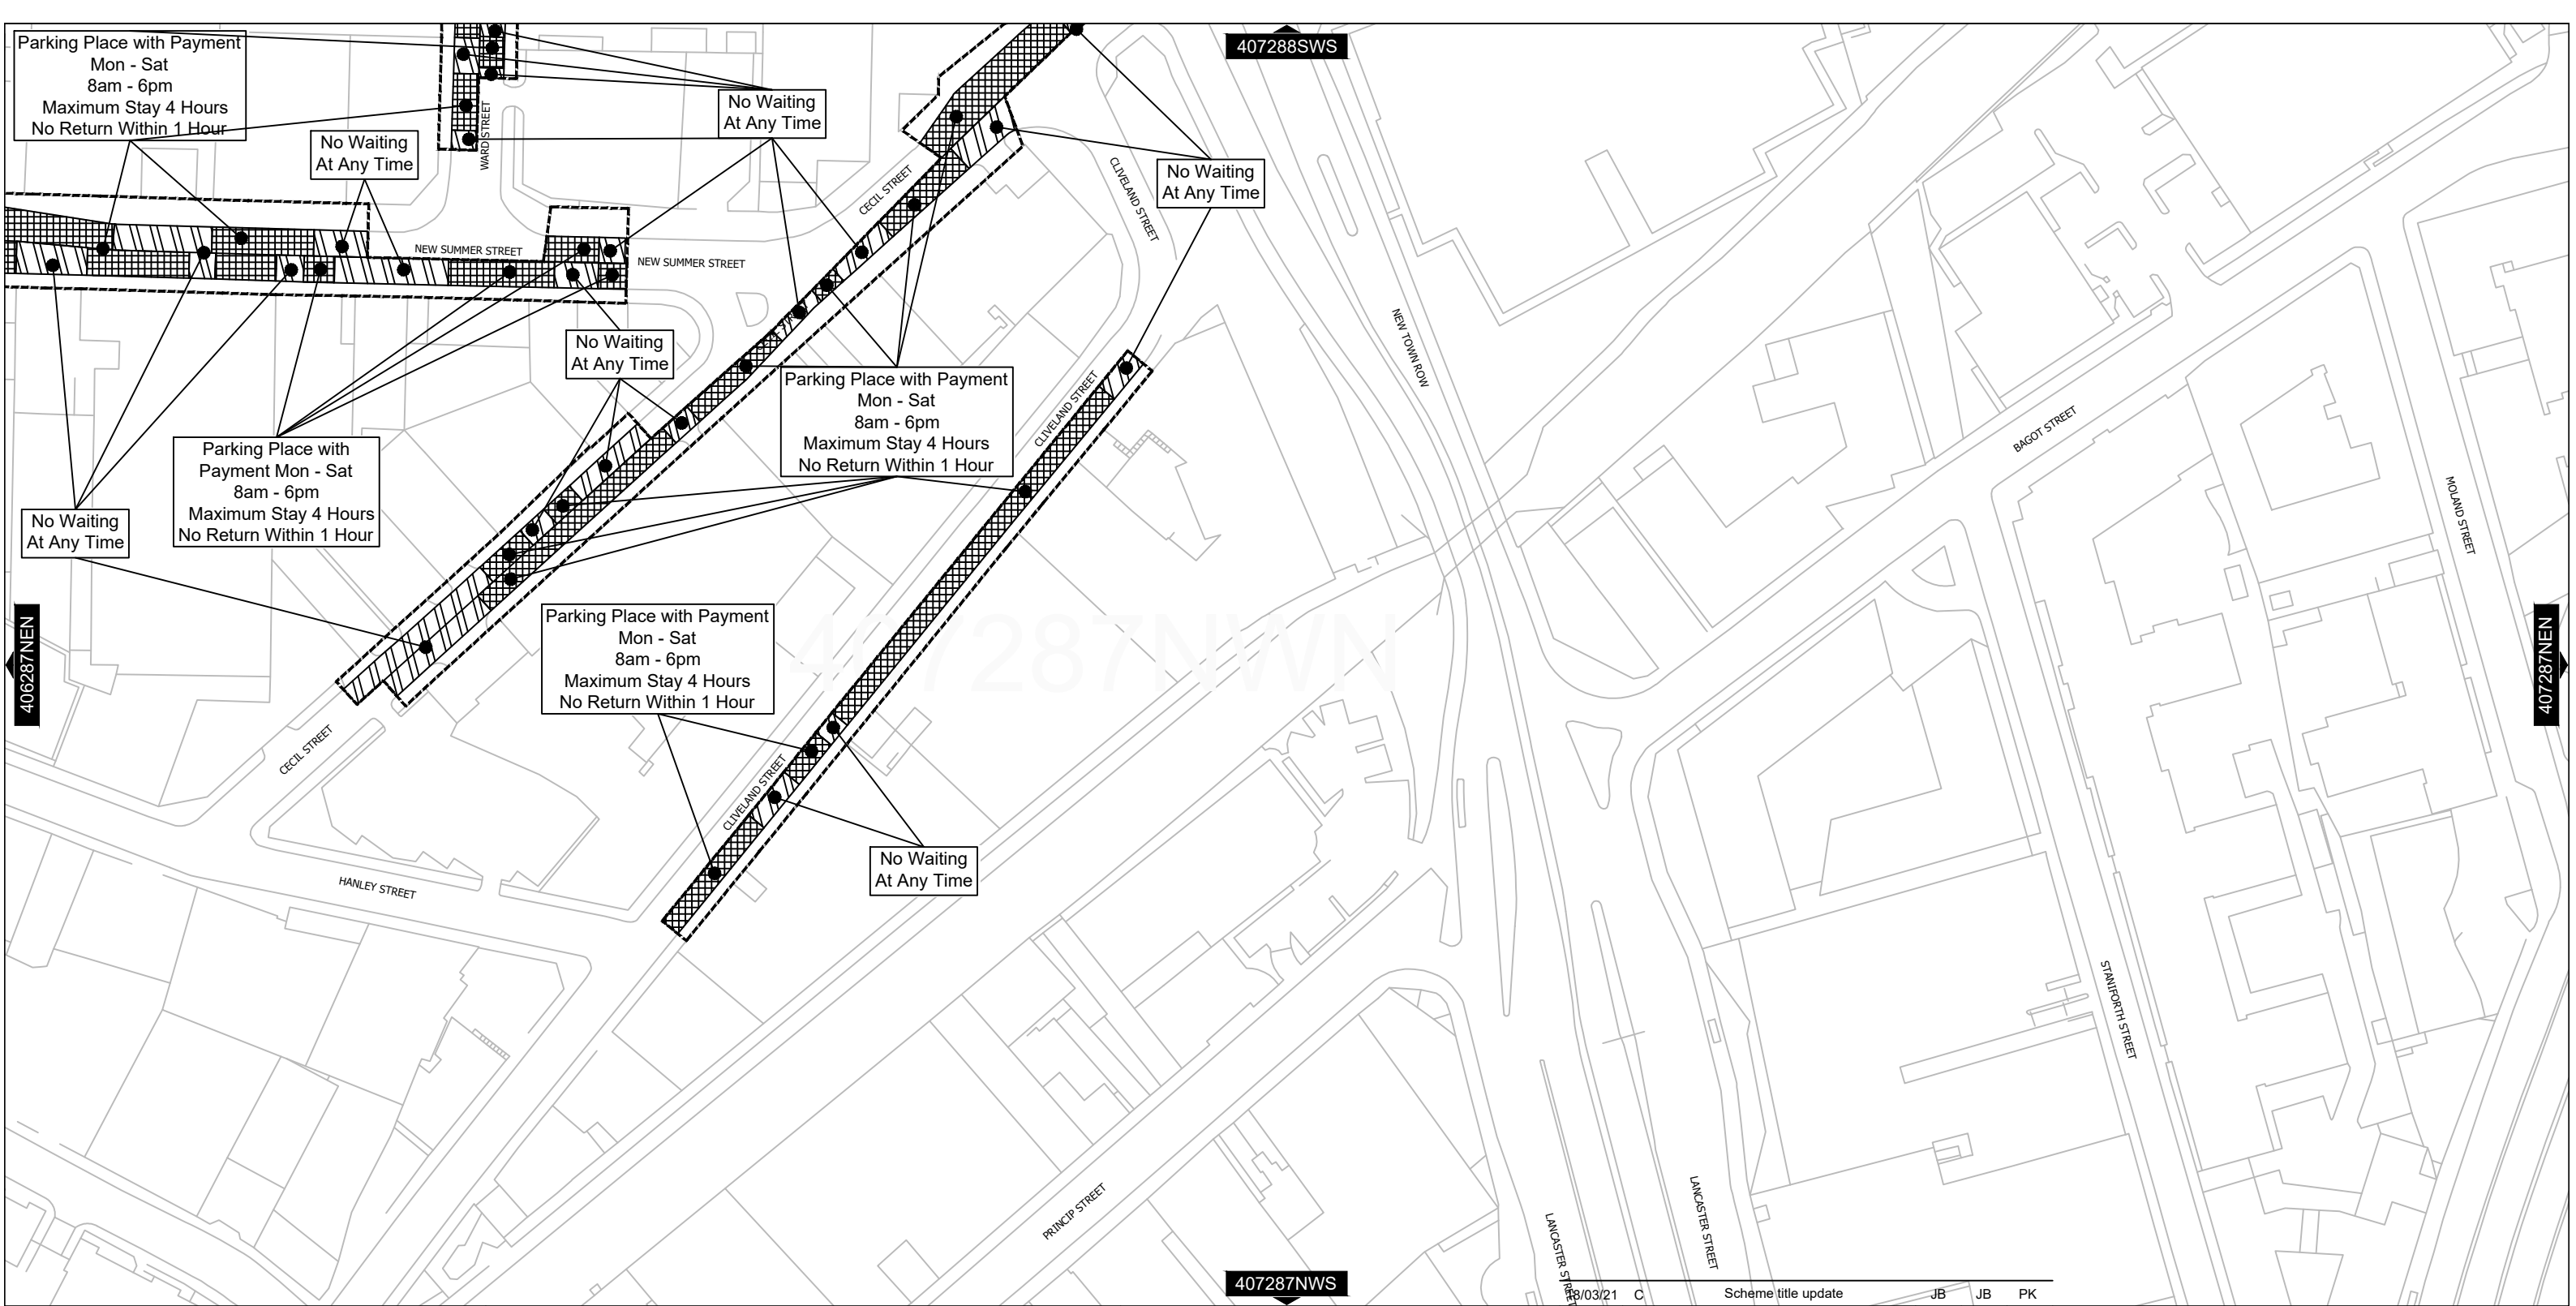 407288SWS
Parking Place with Payment
Mon - Sat
8am - 6pm
Maximum Stay 4 Hours
No Return Within 1 Hour
No Waiting
At Any Time
No Waiting
At Any Time
No Waiting
At Any Time
WARD STREET
CECIL STREET
CLIVELAND STREET
NEW SUMMER STREET
NEW SUMMER STREET
NEW TOWN ROW
No Waiting
At Any Time
Parking Place with Payment
Mon - Sat
8am - 6pm
Maximum Stay 4 Hours
No Return Within 1 Hour
CLIVELAND STREET
BAGOT STREET
MOLAND STREET
Parking Place with
Payment Mon - Sat
8am - 6pm
Maximum Stay 4 Hours
No Return Within 1 Hour
No Waiting
At Any Time
406287NEN
Parking Place with Payment
Mon - Sat
8am - 6pm
Maximum Stay 4 Hours
No Return Within 1 Hour
407287NWN
407287NEN
CECIL STREET
CLIVELAND STREET
No Waiting
At Any Time
HANLEY STREET
STANIFORTH STREET
PRINCIP STREET
LANCASTER STREET
LANCASTER STREET
407287NWS
18/03/21 C Scheme title update JB JB PK